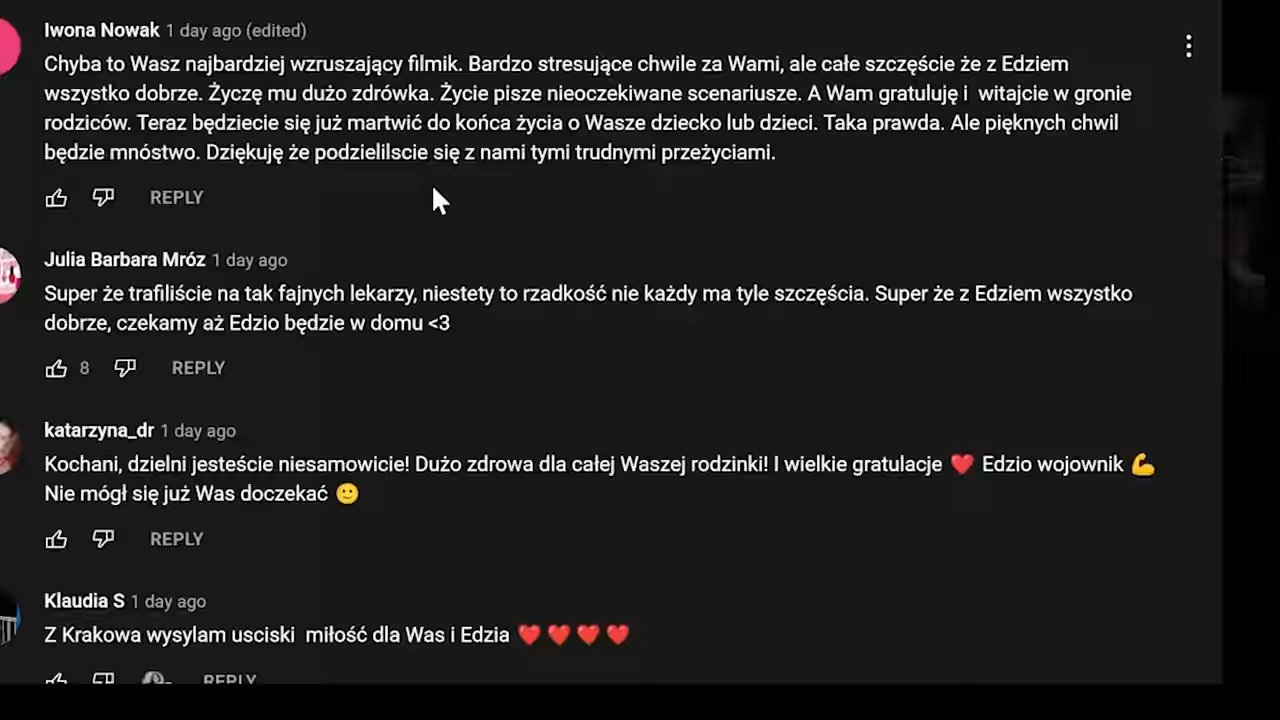 Iwona Nowak 1 day ago (edited)
Chyba to Wasz najbardziej wzruszający filmik. Bardzo stresujące chwile za Wami, ale całe szczęście że z Edziem
wszystko dobrze. Życzę mu dużo zdrówka. Życie pisze nieoczekiwane scenariusze. A Wam gratuluję i  witajcie w gronie
rodziców. Teraz będziecie się już martwić do końca życia o Wasze dziecko lub dzieci. Taka prawda. Ale pięknych chwil
będzie mnóstwo. Dziękuję że podzielilscie się z nami tymi trudnymi przeżyciami.
REPLY
Julia Barbara Mróz 1 day ago
Super że trafiliście na tak fajnych lekarzy, niestety to rzadkość nie każdy ma tyle szczęścia. Super że z Edziem wszystko
dobrze, czekamy aż Edzio będzie w domu <3
8 REPLY
katarzyna_dr 1 day ago
Kochani, dzielni jesteście niesamowicie! Dużo zdrowa dla całej Waszej rodzinki! I wielkie gratulacje ❤️ Edzio wojownik 💪
Nie mógł się już Was doczekać 🙂
REPLY
Klaudia S 1 day ago
Z Krakowa wysylam usciski  miłość dla Was i Edzia ❤️ ❤️ ❤️ ❤️
REPLY